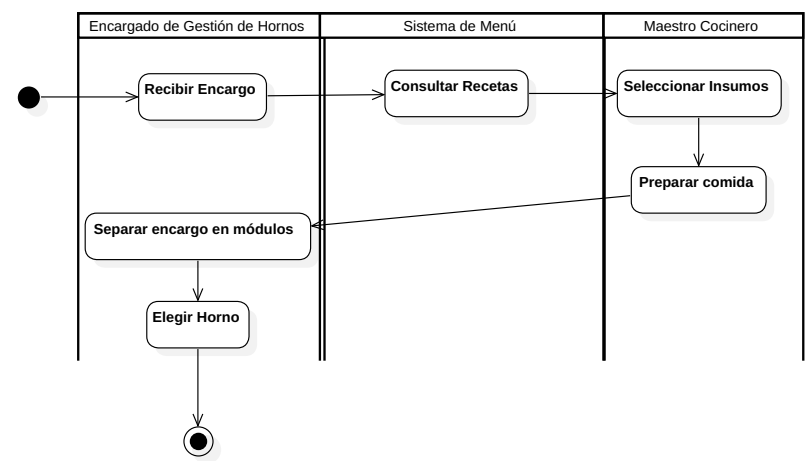 Encargado de Gestión de Hornos
Sistema de Menú
Maestro Cocinero
Recibir Encargo
Consultar Recetas
Seleccionar Insumos
Preparar comida
Separar encargo en módulos
Elegir Horno